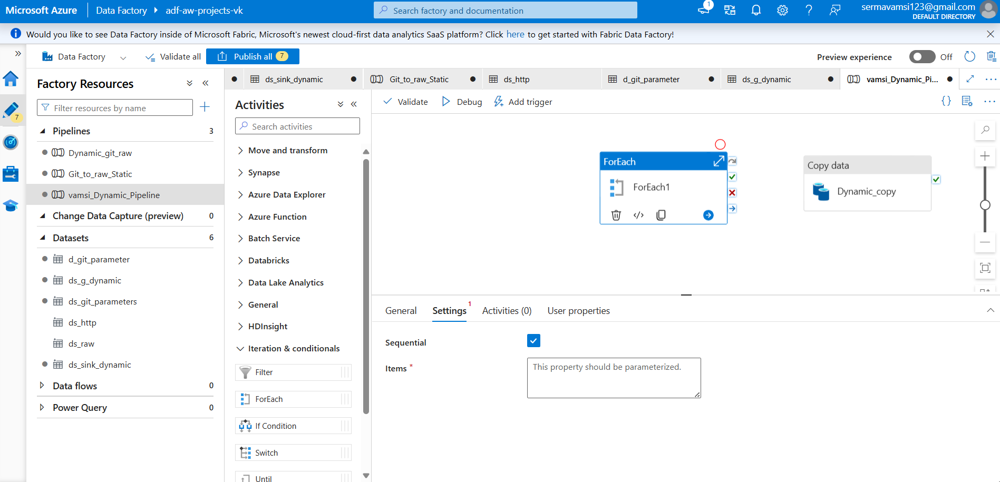 Microsoft Azure
Data Factory
adf-aw-projects-vk
Search factory and documentation
1
sermavamsi123@gmail.com
DEFAULT DIRECTORY
Would you like to see Data Factory inside of Microsoft Fabric, Microsoft's newest cloud-first data analytics SaaS platform? Click here to get started with Fabric Data Factory!
Data Factory
Validate all
Publish all 7
Preview experience
Off
7
Factory Resources
Filter resources by name
Pipelines 3
Dynamic_git_raw
Git_to_raw_Static
vamsi_Dynamic_Pipeline
Change Data Capture (preview) 0
Datasets 6
d_git_parameter
ds_g_dynamic
ds_git_parameters
ds_http
ds_raw
ds_sink_dynamic
Data flows 0
Power Query 0
ds_sink_dynamic
Git_to_raw_Static
ds_http
d_git_parameter
ds_g_dynamic
vamsi_Dynamic_Pi...
Activities
Search activities
Move and transform
Synapse
Azure Data Explorer
Azure Function
Batch Service
Databricks
Data Lake Analytics
General
HDInsight
Iteration & conditionals
Filter
ForEach
If Condition
Switch
Until
Validate
Debug
Add trigger
ForEach
ForEach1
Copy data
Dynamic_copy
General
Settings 1
Activities (0)
User properties
Sequential
Items *
This property should be parameterized.